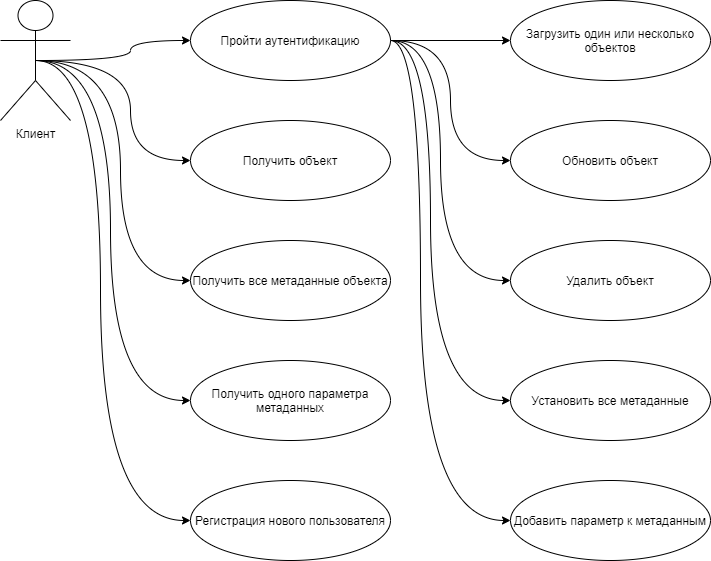 Клиент
Пройти аутентификацию
Получить объект
Получить все метаданные объекта
Получить одного параметра
метаданных
Регистрация нового пользователя
Загрузить один или несколько
объектов
Обновить объект
Удалить объект
Установить все метаданные
Добавить параметр к метаданным